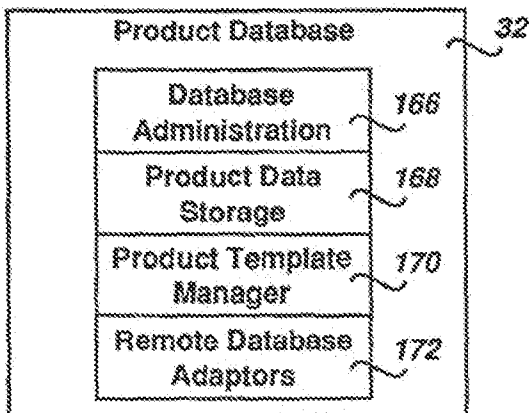 Product Database 32
Database
Administration 166
Product Data
Storage 168
Product Template
Manager 170
Remote Database
Adaptors 172